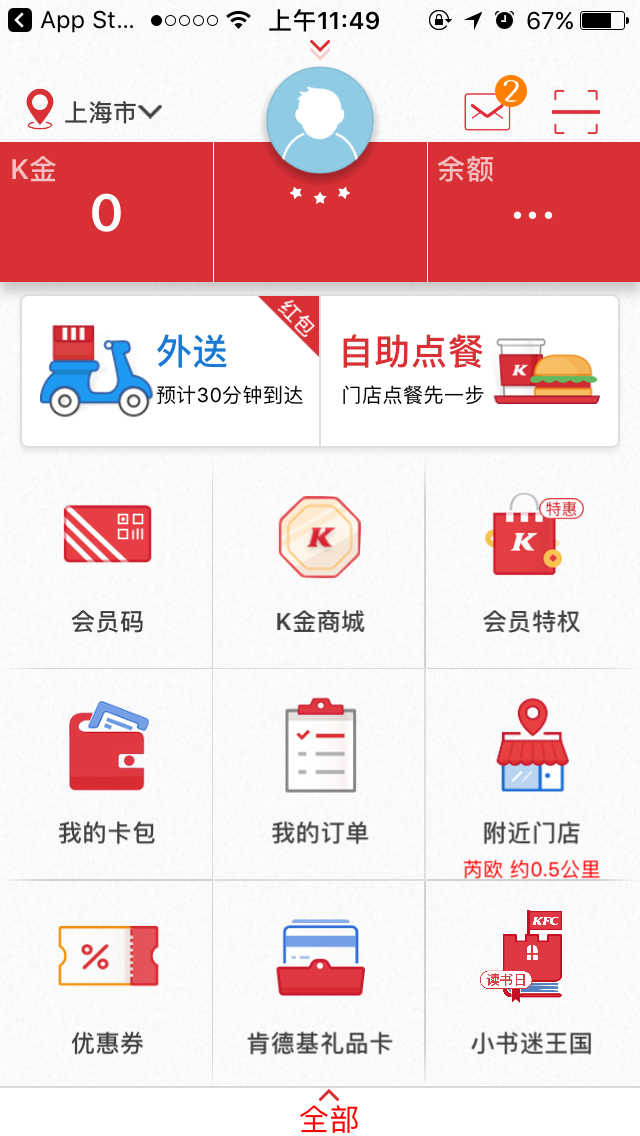 App St... 上午11:49 67%
上海市 2
K金 余额
0 ...
红包
外送 自助点餐
预计30分钟到达 门店点餐先一步
K
K K 特惠
会员码 K金商城 会员特权
我的卡包 我的订单 附近门店
芮欧 约0.5公里
KFC
% 读书日
优惠券 肯德基礼品卡 小书迷王国
全部